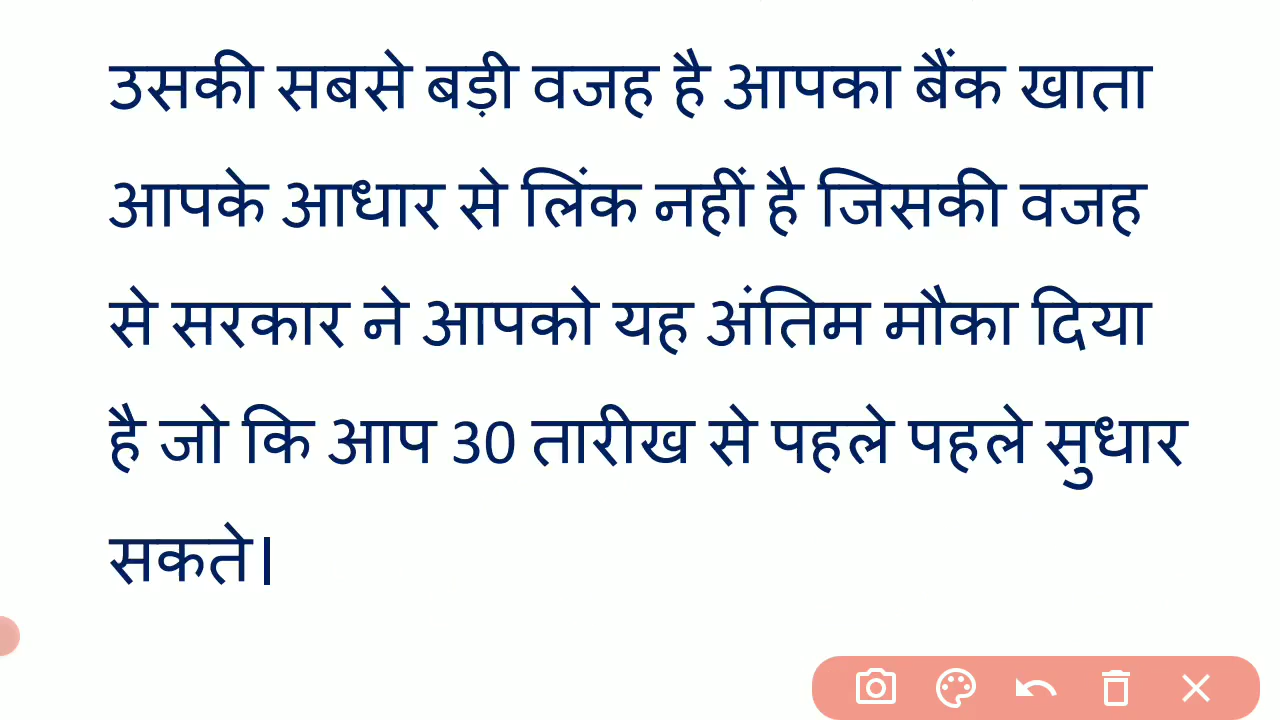 उसकी सबसे बड़ी वजह है आपका बैंक खाता
आपके आधार से लिंक नहीं है जिसकी वजह
से सरकार ने आपको यह अंतिम मौका दिया
है जो कि आप 30 तारीख से पहले पहले सुधार
सकते।